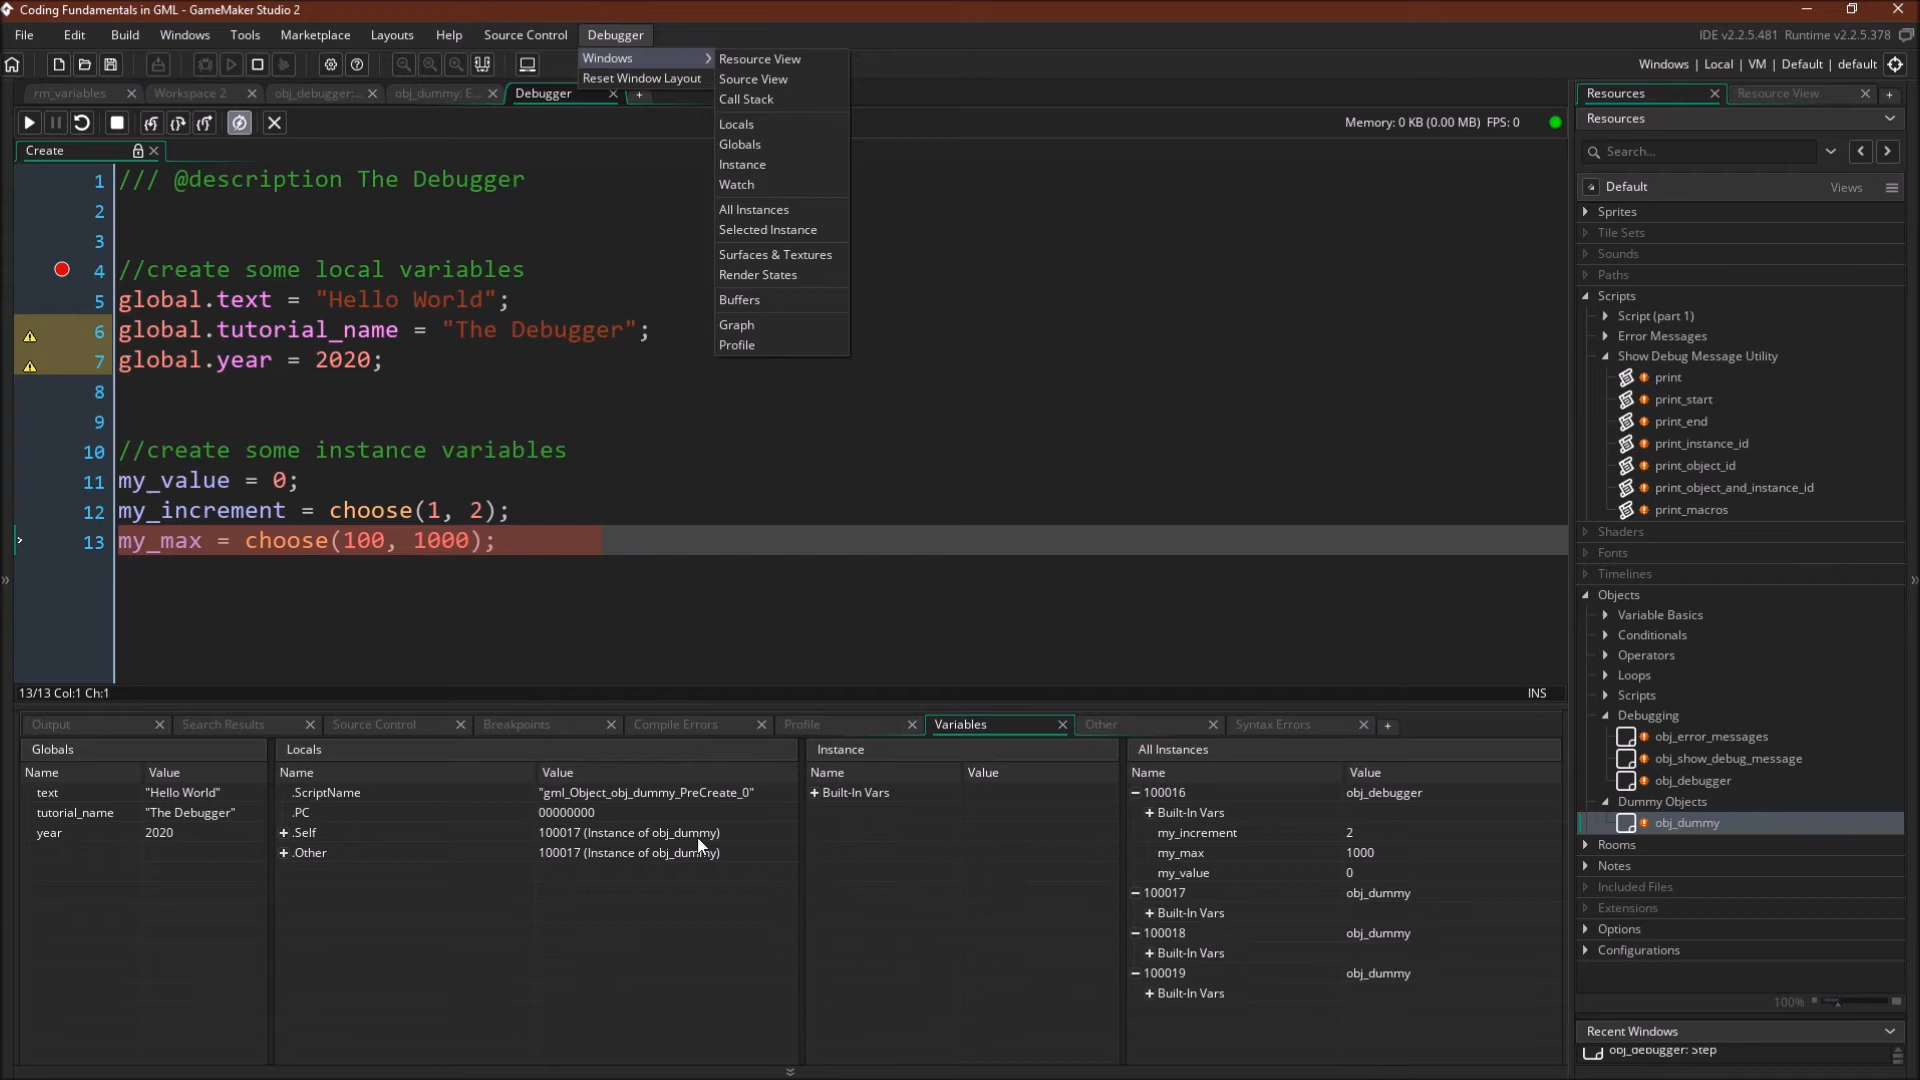 Coding Fundamentals in GML - GameMaker Studio 2
File Edit Build Windows Tools Marketplace Layouts Help Source Control Debugger
IDE v2.2.5.481 Runtime v2.2.5.378
Windows
Reset Window Layout
Resource View
Source View
Call Stack
Locals
Globals
Instance
Watch
All Instances
Selected Instance
Surfaces & Textures
Render States
Buffers
Graph
Profile
Windows | Local | VM | Default | default
rm_variables Workspace 2 obj_debugger:... obj_dummy: E... Debugger
Memory: 0 KB (0.00 MB) FPS: 0
Create
1 /// @description The Debugger
2
3
4 //create some local variables
5 global.text = "Hello World";
6 global.tutorial_name = "The Debugger";
7 global.year = 2020;
8
9
10 //create some instance variables
11 my_value = 0;
12 my_increment = choose(1, 2);
13 my_max = choose(100, 1000);
13/13 Col:1 Ch:1 INS
Output Search Results Source Control Breakpoints Compile Errors Profile Variables Other Syntax Errors
Globals
Name Value
text "Hello World"
tutorial_name "The Debugger"
year 2020
Locals
Name Value
.ScriptName "gml_Object_obj_dummy_PreCreate_0"
.PC 00000000
.Self 100017 (Instance of obj_dummy)
.Other 100017 (Instance of obj_dummy)
Instance
Name Value
Built-In Vars
All Instances
Name Value
100016 obj_debugger
Built-In Vars
my_increment 2
my_max 1000
my_value 0
100017 obj_dummy
Built-In Vars
100018 obj_dummy
Built-In Vars
100019 obj_dummy
Built-In Vars
Resources Resource View
Resources
Search...
Default Views
Sprites
Tile Sets
Sounds
Paths
Scripts
Script (part 1)
Error Messages
Show Debug Message Utility
print
print_start
print_end
print_instance_id
print_object_id
print_object_and_instance_id
print_macros
Shaders
Fonts
Timelines
Objects
Variable Basics
Conditionals
Operators
Loops
Scripts
Debugging
obj_error_messages
obj_show_debug_message
obj_debugger
Dummy Objects
obj_dummy
Rooms
Notes
Included Files
Extensions
Options
Configurations
100%
Recent Windows
obj_debugger: Step